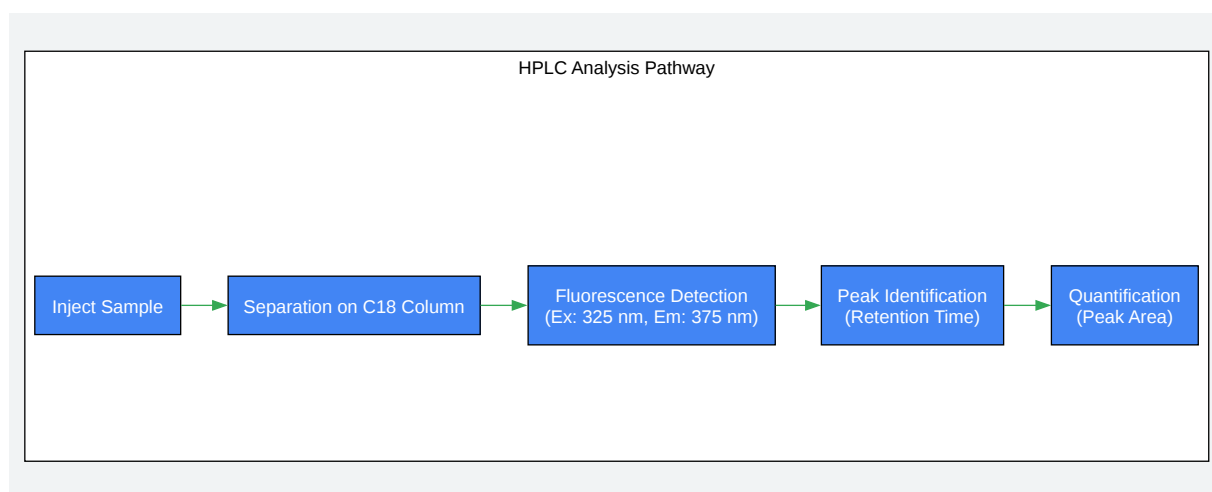 HPLC Analysis Pathway
Inject Sample
Separation on C18 Column
Fluorescence Detection
(Ex: 325 nm, Em: 375 nm)
Peak Identification
(Retention Time)
Quantification
(Peak Area)